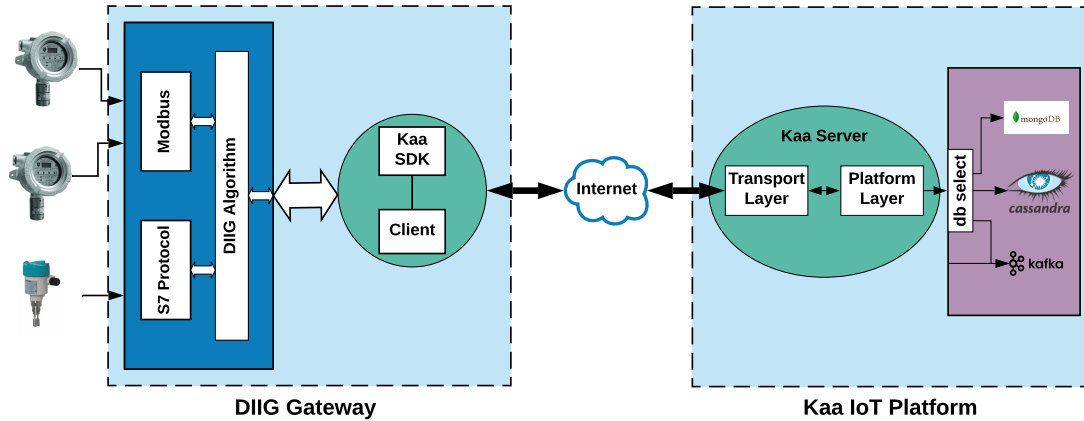 Modbus
S7 Protocol
DIIG Algorithm
Kaa
SDK
Client
DIIG Gateway
Internet
Kaa Server
Transport
Layer
Platform
Layer
db select
mongoDB
cassandra
kafka
Kaa IoT Platform